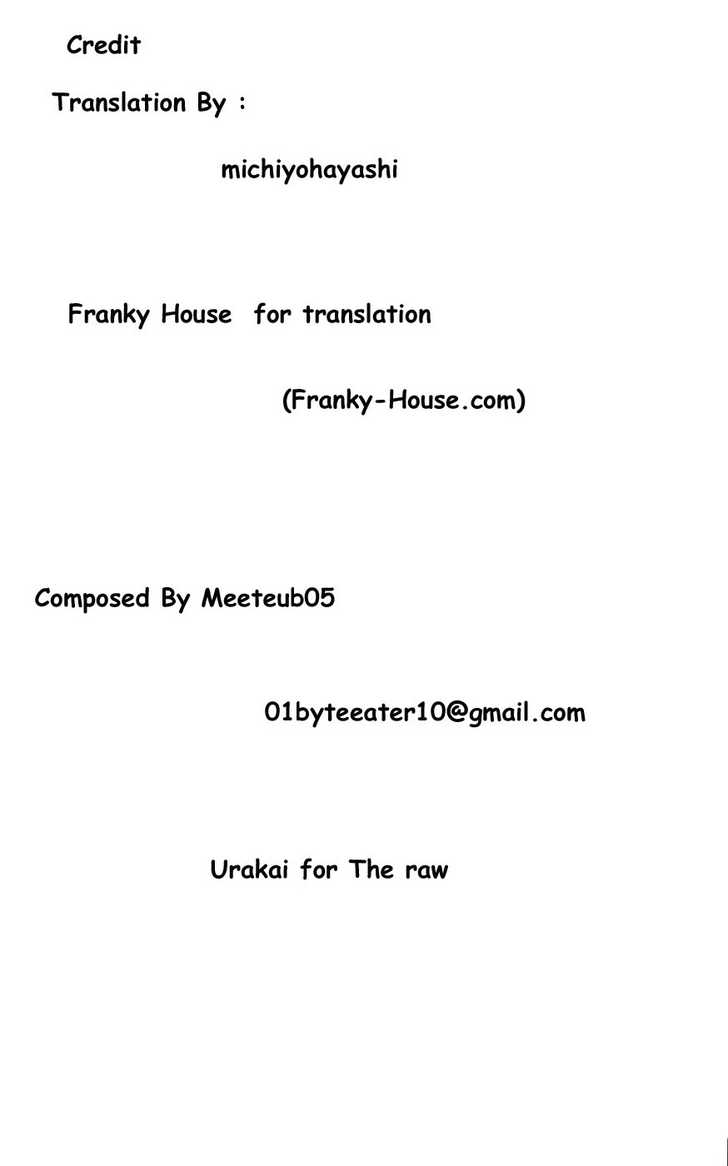 Credit
Translation By :
michiyohayashi
Franky House for translation
(Franky-House.com)
Composed By Meeteub05
01byteeater10@gmail.com
Urakai for The raw